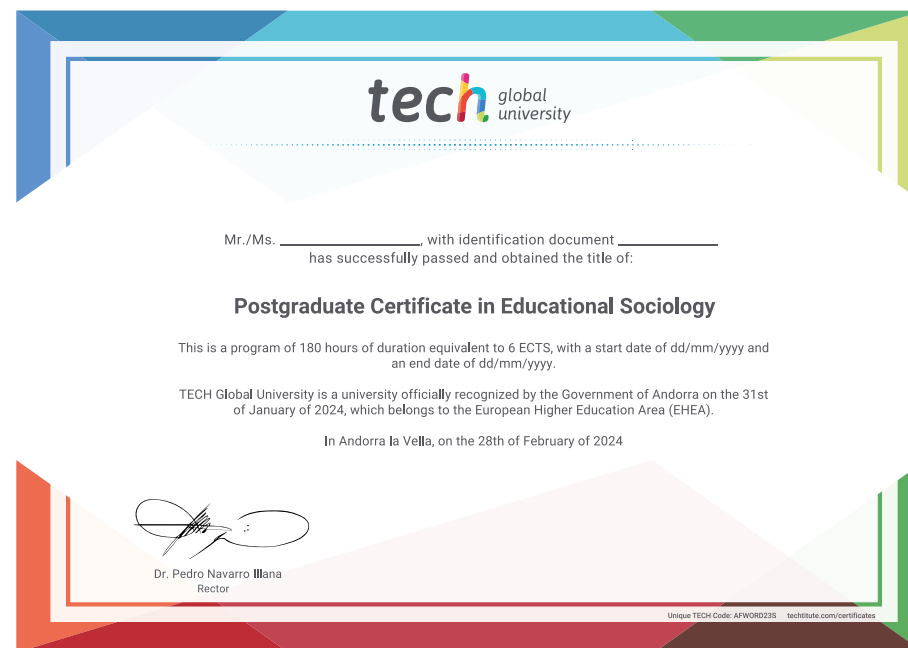 tech global
university
Mr./Ms. ____________, with identification document ____________
has successfully passed and obtained the title of:
Postgraduate Certificate in Educational Sociology
This is a program of 180 hours of duration equivalent to 6 ECTS, with a start date of dd/mm/yyyy and
an end date of dd/mm/yyyy.
TECH Global University is a university officially recognized by the Government of Andorra on the 31st
of January of 2024, which belongs to the European Higher Education Area (EHEA).
In Andorra la Vella, on the 28th of February of 2024
Dr. Pedro Navarro Illana
Rector
Unique TECH Code: AFWORD23S techtitute.com/certificates